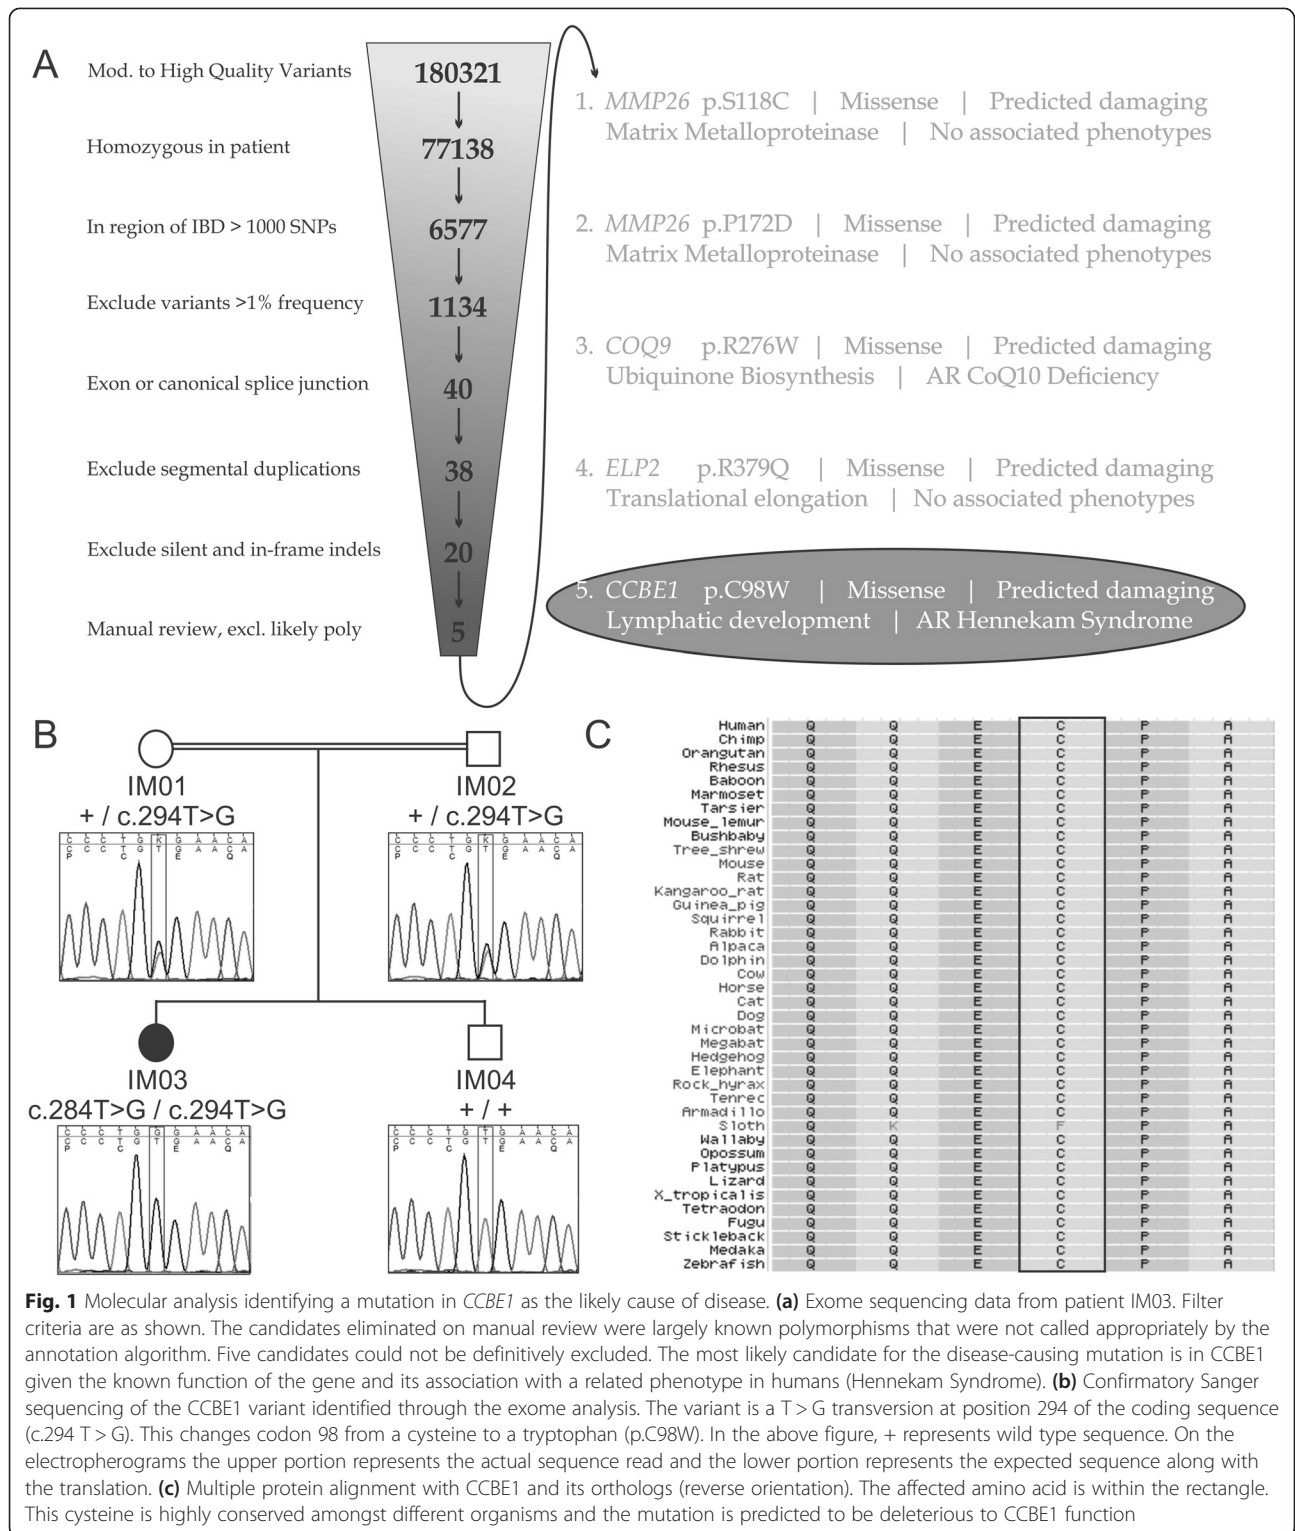 A
Mod. to High Quality Variants
180321
Homozygous in patient
77138
In region of IBD > 1000 SNPs
6577
Exclude variants >1% frequency
1134
Exon or canonical splice junction
40
Exclude segmental duplications
38
Exclude silent and in-frame indels
20
Manual review, excl. likely poly
5
1. MMP26 p.S118C | Missense | Predicted damaging
Matrix Metalloproteinase | No associated phenotypes
2. MMP26 p.P172D | Missense | Predicted damaging
Matrix Metalloproteinase | No associated phenotypes
3. COQ9 p.R276W | Missense | Predicted damaging
Ubiquinone Biosynthesis | AR CoQ10 Deficiency
4. ELP2 p.R379Q | Missense | Predicted damaging
Translational elongation | No associated phenotypes
5. CCBE1 p.C98W | Missense | Predicted damaging
Lymphatic development | AR Hennekam Syndrome
B
IM01
+ / c.294T>G
C C C T G K G A A C A
C C C T G T G A A C A
P C E Q
IM02
+ / c.294T>G
C C C T G K G A A C A
C C C T G T G A A C A
P C E Q
IM03
c.284T>G / c.294T>G
C C C T G G G A A C A
C C C T G T G A A C A
P C E Q
IM04
+ / +
C C C T G T G A A C A
C C C T G T G A A C A
P C E Q
C
Human Q Q E C P A
Chimp Q Q E C P A
Orangutan Q Q E C P A
Rhesus Q Q E C P A
Baboon Q Q E C P A
Marmoset Q Q E C P A
Tarsier Q Q E C P A
Mouse_lemur Q Q E C P A
Bushbaby Q Q E C P A
Tree_shrew Q Q E C P A
Mouse Q Q E C P A
Rat Q Q E C P A
Kangaroo_rat Q Q E C P A
Guinea_pig Q Q E C P A
Squirrel Q Q E C P A
Rabbit Q Q E C P A
Alpaca Q Q E C P A
Dolphin Q Q E C P A
Cow Q Q E C P A
Horse Q Q E C P A
Cat Q Q E C P A
Dog Q Q E C P A
Microbat Q Q E C P A
Megabat Q Q E C P A
Hedgehog Q Q E C P A
Elephant Q Q E C P A
Rock_hyrax Q Q E C P A
Tenrec Q Q E C P A
Armadillo Q Q E C P A
Sloth Q K E F P A
Wallaby Q Q E C P A
Opossum Q Q E C P A
Platypus Q Q E C P A
Lizard Q Q E C P A
X_tropicalis Q Q E C P A
Tetraodon Q Q E C P A
Fugu Q Q E C P A
Stickleback Q Q E C P A
Medaka Q Q E C P A
Zebrafish Q Q E C P A
Fig. 1 Molecular analysis identifying a mutation in CCBE1 as the likely cause of disease. (a) Exome sequencing data from patient IM03. Filter
criteria are as shown. The candidates eliminated on manual review were largely known polymorphisms that were not called appropriately by the
annotation algorithm. Five candidates could not be definitively excluded. The most likely candidate for the disease-causing mutation is in CCBE1
given the known function of the gene and its association with a related phenotype in humans (Hennekam Syndrome). (b) Confirmatory Sanger
sequencing of the CCBE1 variant identified through the exome analysis. The variant is a T > G transversion at position 294 of the coding sequence
(c.294 T > G). This changes codon 98 from a cysteine to a tryptophan (p.C98W). In the above figure, + represents wild type sequence. On the
electropherograms the upper portion represents the actual sequence read and the lower portion represents the expected sequence along with
the translation. (c) Multiple protein alignment with CCBE1 and its orthologs (reverse orientation). The affected amino acid is within the rectangle.
This cysteine is highly conserved amongst different organisms and the mutation is predicted to be deleterious to CCBE1 function